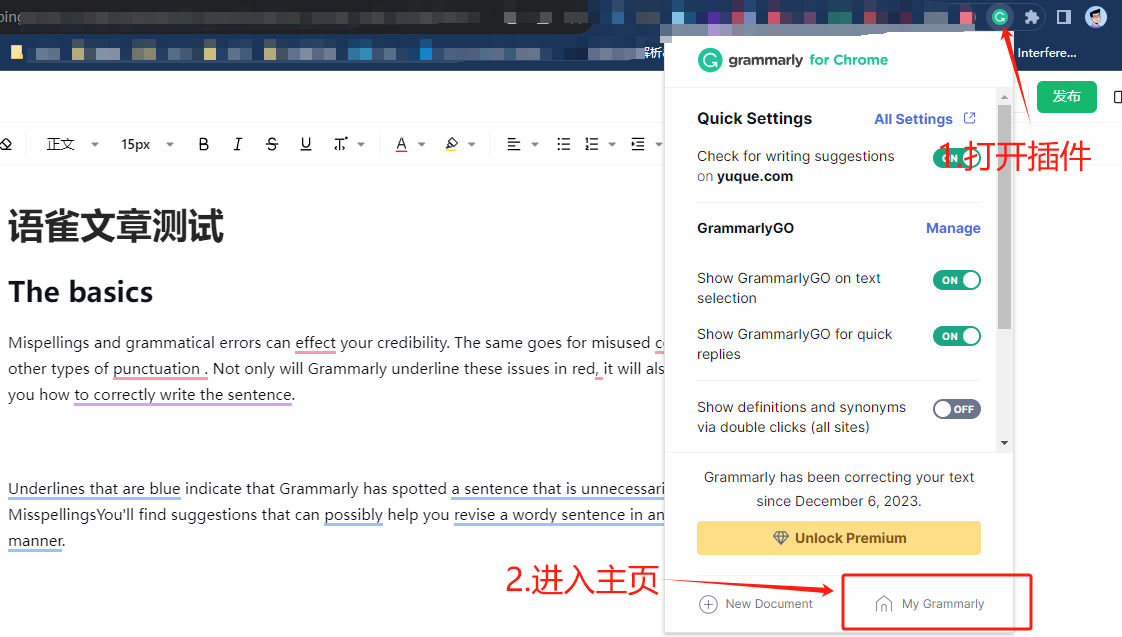 ping
解析
Interfere...
grammarly for Chrome
发布
正文 15px B I S U A
Quick Settings
All Settings
Check for writing suggestions
on yuque.com
ON
1.打开插件
GrammarlyGO
Manage
Show GrammarlyGO on text
selection
ON
Show GrammarlyGO for quick
replies
ON
Show definitions and synonyms
via double clicks (all sites)
OFF
Grammarly has been correcting your text
since December 6, 2023.
Unlock Premium
New Document
My Grammarly
2.进入主页
语雀文章测试
The basics
Mispellings and grammatical errors can effect your credibility. The same goes for misused
other types of punctuation . Not only will Grammarly underline these issues in red, it will als
you how to correctly write the sentence.
Underlines that are blue indicate that Grammarly has spotted a sentence that is unnecessari
MisspellingsYou'll find suggestions that can possibly help you revise a wordy sentence in an
manner.